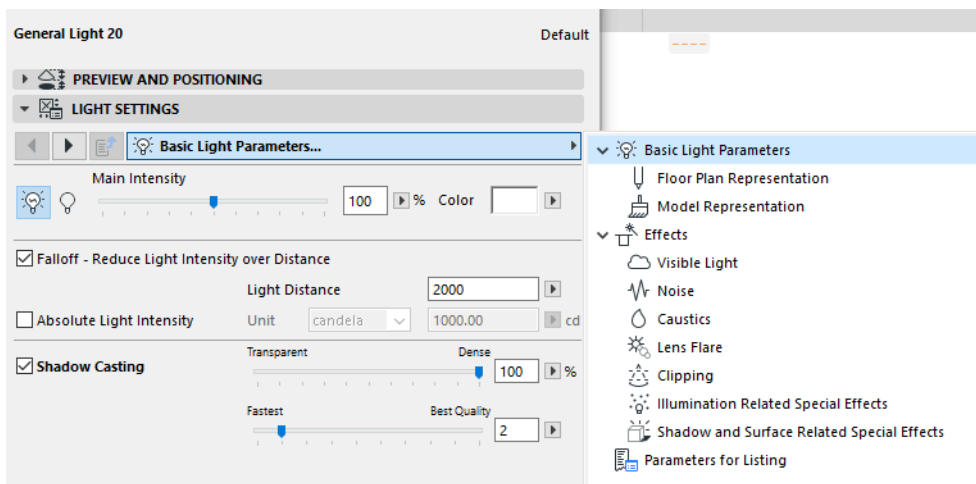 General Light 20
Default
PREVIEW AND POSITIONING
LIGHT SETTINGS
Basic Light Parameters...
Main Intensity
100 % Color
Falloff - Reduce Light Intensity over Distance
Light Distance 2000
Absolute Light Intensity Unit candela 1000.00 cd
Transparent Dense
Shadow Casting 100 %
Fastest Best Quality
2
----
Basic Light Parameters
Floor Plan Representation
Model Representation
Effects
Visible Light
Noise
Caustics
Lens Flare
Clipping
Illumination Related Special Effects
Shadow and Surface Related Special Effects
Parameters for Listing